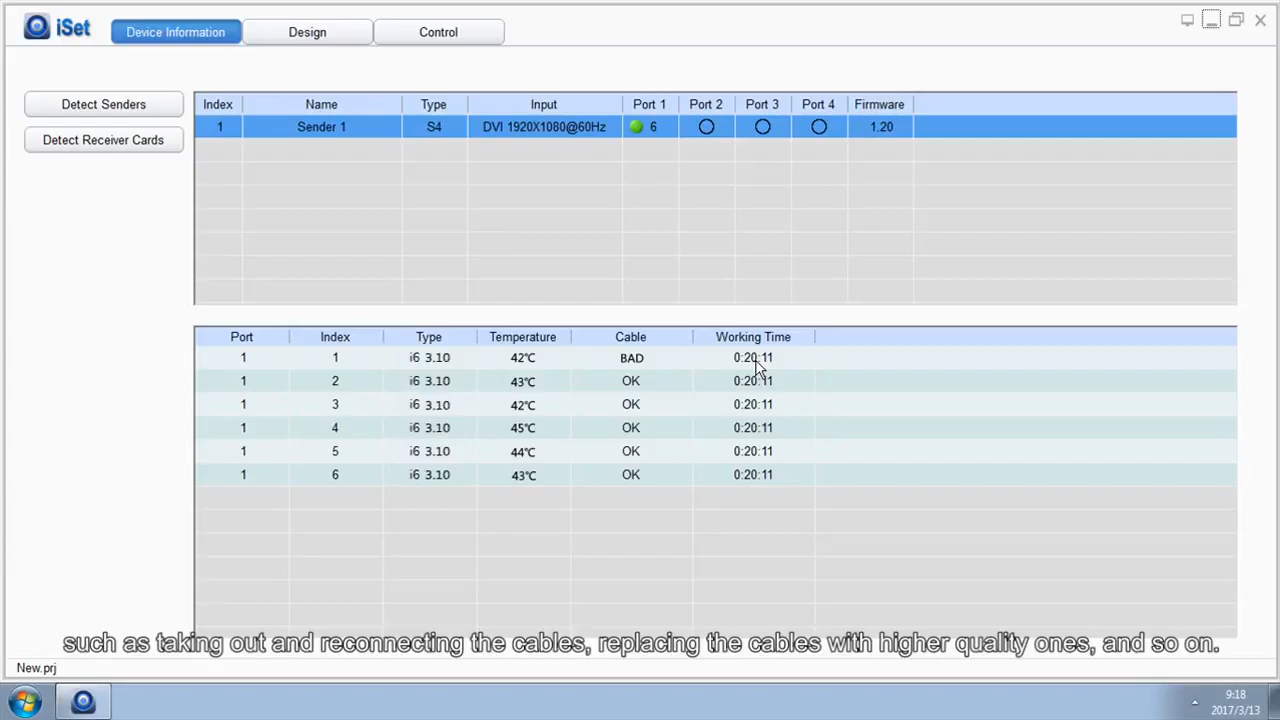 iSet
Device Information Design Control
Detect Senders
Detect Receiver Cards
Index Name Type Input Port 1 Port 2 Port 3 Port 4 Firmware
1 Sender 1 S4 DVI 1920X1080@60Hz 6 1.20
Port Index Type Temperature Cable Working Time
1 1 i6 3.10 42℃ BAD 0:20:11
1 2 i6 3.10 43℃ OK 0:20:11
1 3 i6 3.10 42℃ OK 0:20:11
1 4 i6 3.10 45℃ OK 0:20:11
1 5 i6 3.10 44℃ OK 0:20:11
1 6 i6 3.10 43℃ OK 0:20:11
such as taking out and reconnecting the cables, replacing the cables with higher quality ones, and so on.
New.prj
9:18
2017/3/13